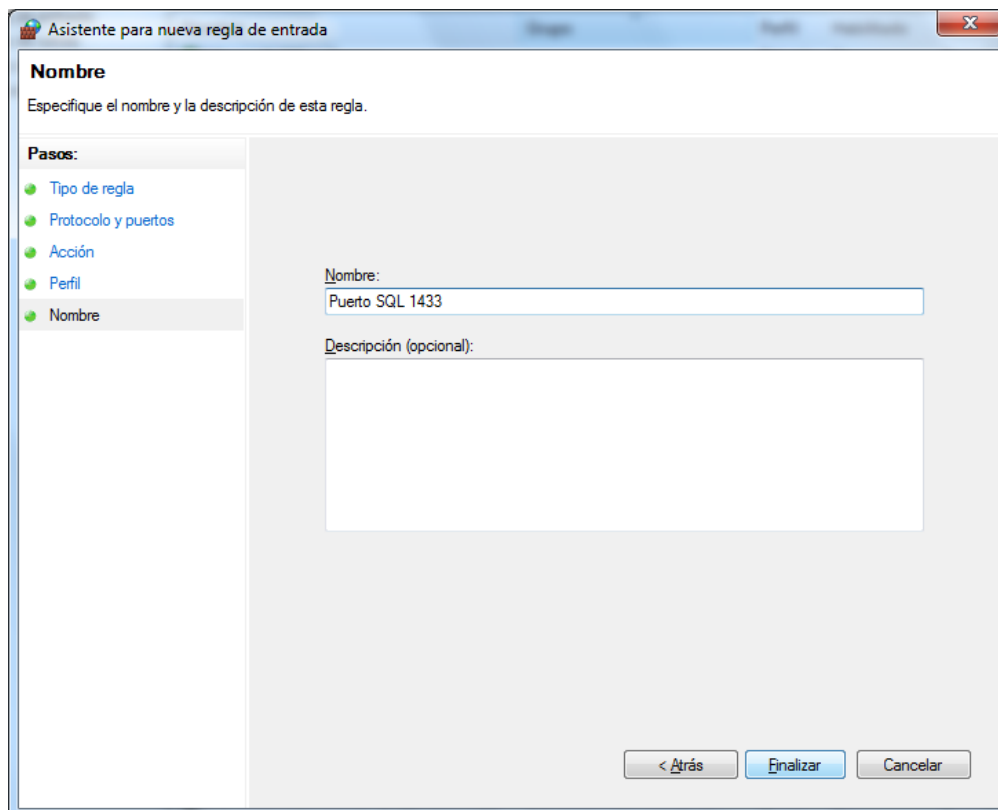 Asistente para nueva regla de entrada
Nombre
Especifique el nombre y la descripción de esta regla.
Pasos:
Tipo de regla
Protocolo y puertos
Acción
Perfil
Nombre
Nombre:
Puerto SQL 1433
Descripción (opcional):
< Atrás
Finalizar
Cancelar